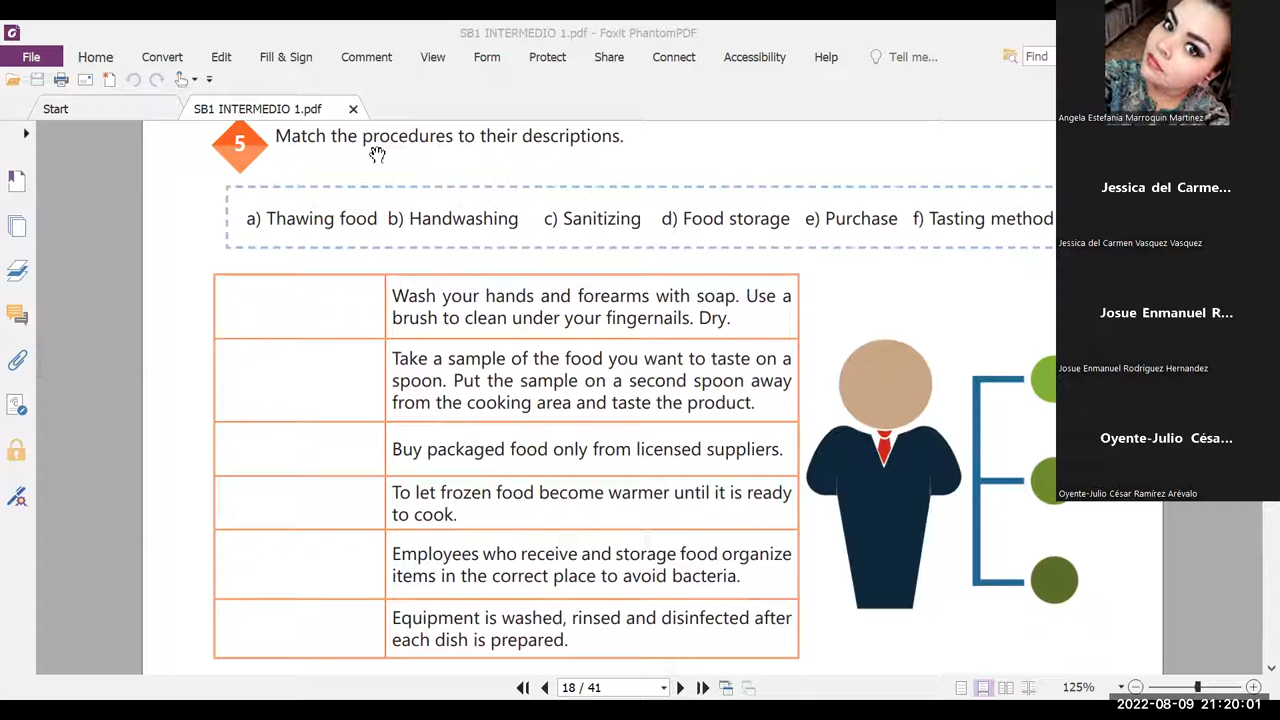 SB1 INTERMEDIO 1.pdf - Foxit PhantomPDF
File Home Convert Edit Fill & Sign Comment View Form Protect Share Connect Accessibility Help Tell me... Find
Start SB1 INTERMEDIO 1.pdf
5 Match the procedures to their descriptions.
a) Thawing food b) Handwashing c) Sanitizing d) Food storage e) Purchase f) Tasting method
Wash your hands and forearms with soap. Use a
brush to clean under your fingernails. Dry.
Take a sample of the food you want to taste on a
spoon. Put the sample on a second spoon away
from the cooking area and taste the product.
Buy packaged food only from licensed suppliers.
To let frozen food become warmer until it is ready
to cook.
Employees who receive and storage food organize
items in the correct place to avoid bacteria.
Equipment is washed, rinsed and disinfected after
each dish is prepared.
18 / 41
125%
Angela Estefania Marroquin Martinez
Jessica del Carme...
Jessica del Carmen Vasquez Vasquez
Josue Enmanuel R...
Josue Enmanuel Rodriguez Hernandez
Oyente-Julio Césa...
Oyente-Julio César Ramírez Arévalo
2022-08-09 21:20:01